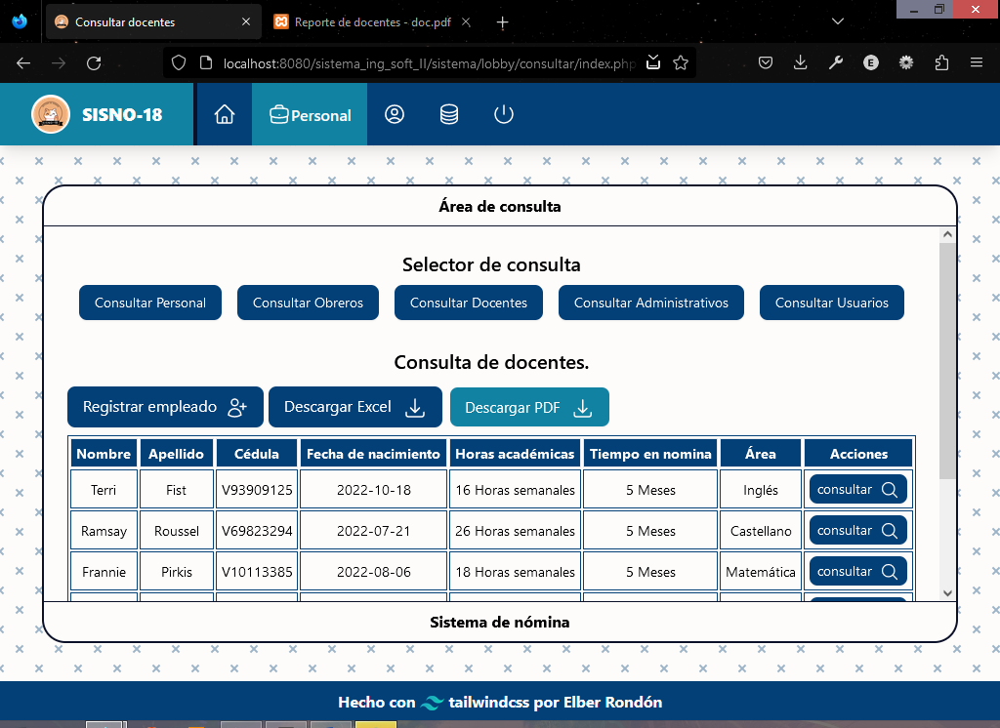 Consultar docentes
Reporte de docentes - doc.pdf
localhost:8080/sistema_ing_soft_II/sistema/lobby/consultar/index.php
SISNO-18
Personal
Área de consulta
Selector de consulta
Consultar Personal Consultar Obreros Consultar Docentes Consultar Administrativos Consultar Usuarios
Consulta de docentes.
Registrar empleado Descargar Excel Descargar PDF
Nombre Apellido Cédula Fecha de nacimiento Horas académicas Tiempo en nomina Área Acciones
Terri Fist V93909125 2022-10-18 16 Horas semanales 5 Meses Inglés consultar
Ramsay Roussel V69823294 2022-07-21 26 Horas semanales 5 Meses Castellano consultar
Frannie Pirkis V10113385 2022-08-06 18 Horas semanales 5 Meses Matemática consultar
Sistema de nómina
Hecho con tailwindcss por Elber Rondón